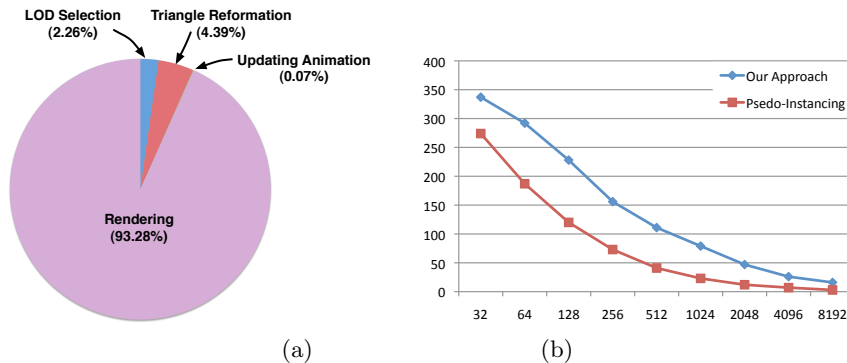 LOD Selection
(2.26%)
Triangle Reformation
(4.39%)
Updating Animation
(0.07%)
Rendering
(93.28%)
(a)
400
350
300
250
200
150
100
50
0
Our Approach
Psedo-Instancing
32 64 128 256 512 1024 2048 4096 8192
(b)